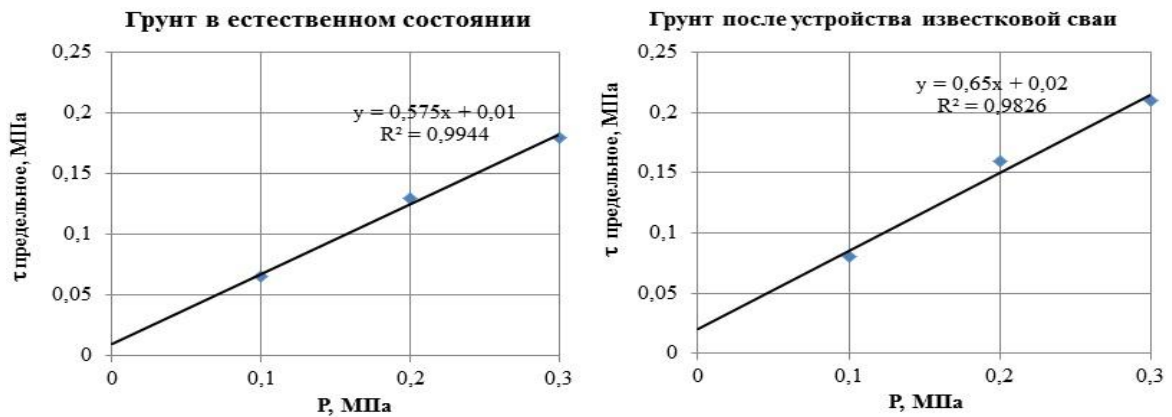 Грунт в естественном состоянии
τ предельное, МПа
0,25
0,2
0,15
0,1
0,05
0
y = 0,575x + 0,01
R² = 0,9944
0
0,1
0,2
0,3
P, МПа
Грунт после устройства известковой сваи
τ предельное, МПа
0,25
0,2
0,15
0,1
0,05
0
y = 0,65x + 0,02
R² = 0,9826
0
0,1
0,2
0,3
P, МПа